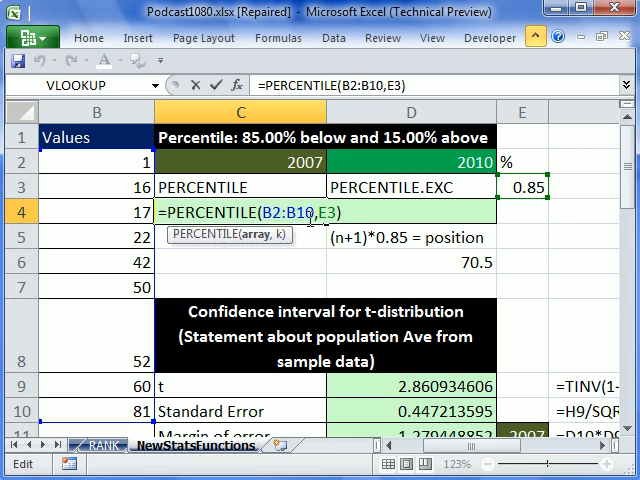 Podcast1080.xlsx [Repaired] - Microsoft Excel (Technical Preview)
Home Insert Page Layout Formulas Data Review View Developer
VLOOKUP =PERCENTILE(B2:B10,E3)
B C D E
1 Values Percentile: 85.00% below and 15.00% above
2 1 2007 2010 %
3 16 PERCENTILE PERCENTILE.EXC 0.85
4 17 =PERCENTILE(B2:B10,E3)
PERCENTILE(array, k)
5 22 (n+1)*0.85 = position
6 42 70.5
7 50
Confidence interval for t-distribution
(Statement about population Ave from
8 52 sample data)
9 60 t 2.860934606 =TINV(1-
10 81 Standard Error 0.447213595 =H9/SQR
11 Margin of error 1.279448852 2007 =D10*D9
RANK NewStatsFunctions
Edit 123%